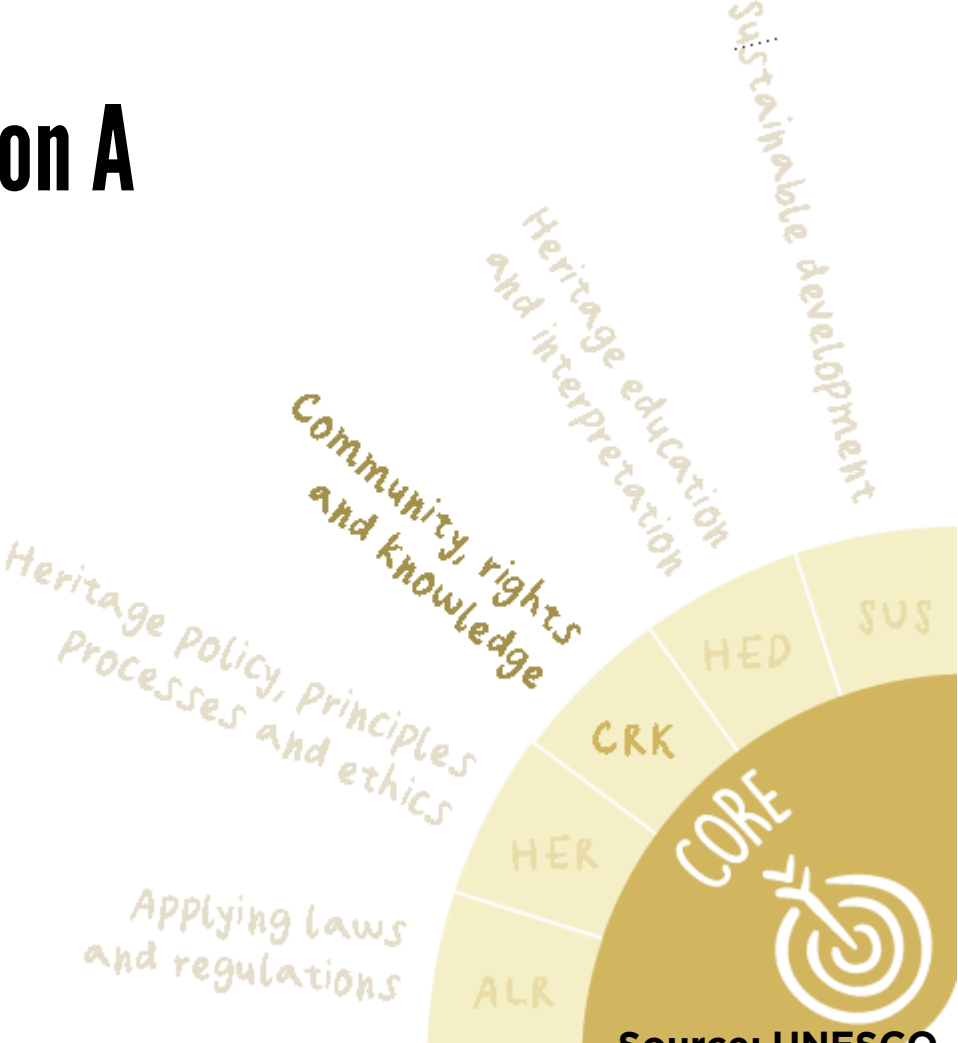 on A
Sustainable development
Heritage education
and interpretation
Community, rights
and knowledge
Heritage policy, principles
processes and ethics
Applying laws
and regulations
SUS
HED
CRK
HER
ALR
CORE
Source: UNESCO